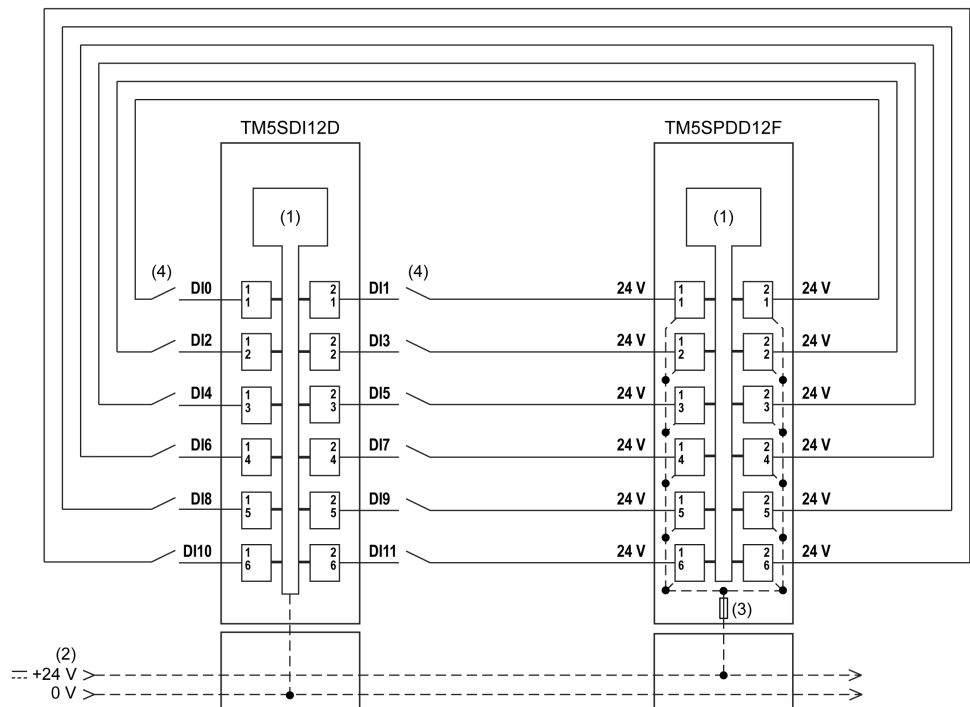 TM5SDI12D TM5SPDD12F
(1) (1)
(4) (4)
DI0 1 1 2 1 DI1 24 V 1 1 2 1 24 V
DI2 1 2 2 2 DI3 24 V 1 2 2 2 24 V
DI4 1 3 2 3 DI5 24 V 1 3 2 3 24 V
DI6 1 4 2 4 DI7 24 V 1 4 2 4 24 V
DI8 1 5 2 5 DI9 24 V 1 5 2 5 24 V
DI10 1 6 2 6 DI11 24 V 1 6 2 6 24 V
(3)
(2)
+24 V
0 V